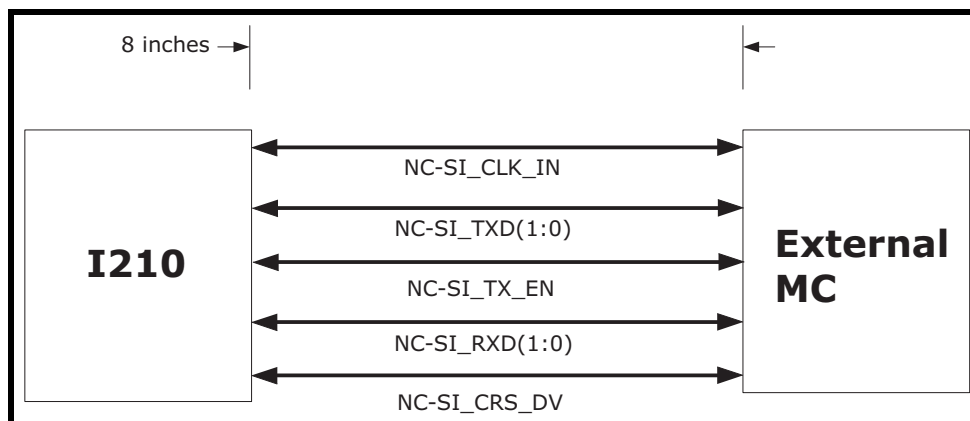 8 inches
NC-SI_CLK_IN
NC-SI_TXD(1:0)
I210
External
MC
NC-SI_TX_EN
NC-SI_RXD(1:0)
NC-SI_CRS_DV